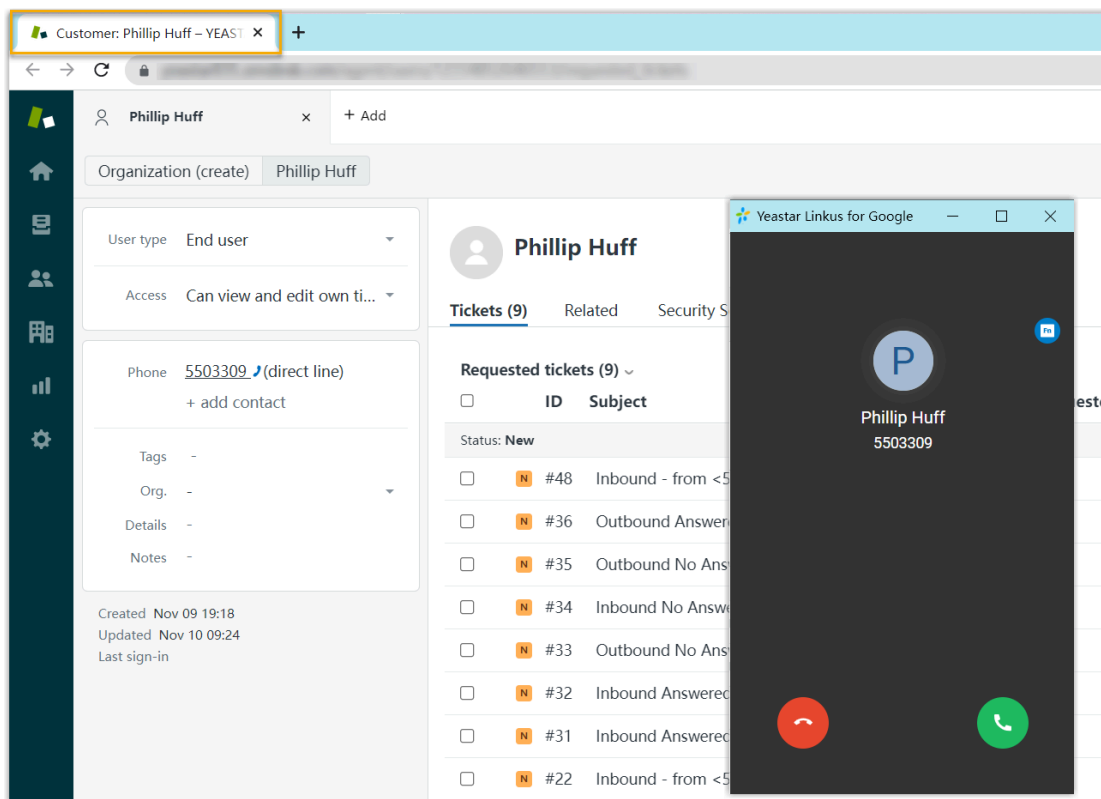 Customer: Phillip Huff – YEAST
Phillip Huff
+ Add
Organization (create)
Phillip Huff
User type End user
Access Can view and edit own ti...
Phone 5503309 (direct line)
+ add contact
Tags -
Org. -
Details -
Notes -
Created Nov 09 19:18
Updated Nov 10 09:24
Last sign-in
Phillip Huff
Tickets (9) Related Security S
Requested tickets (9)
ID Subject
Status: New
N #48 Inbound - from <5
N #36 Outbound Answer
N #35 Outbound No Ans
N #34 Inbound No Answe
N #33 Outbound No Ans
N #32 Inbound Answered
N #31 Inbound Answered
N #22 Inbound - from <5
Yeastar Linkus for Google
Fn
P
Phillip Huff
5503309